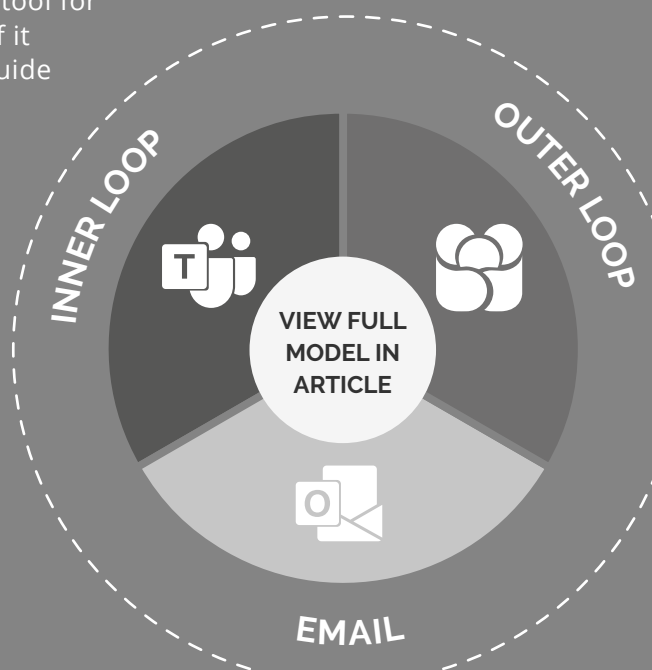 tool for
f it
uide
INNER LOOP
OUTER LOOP
T
VIEW FULL
MODEL IN
ARTICLE
O
EMAIL